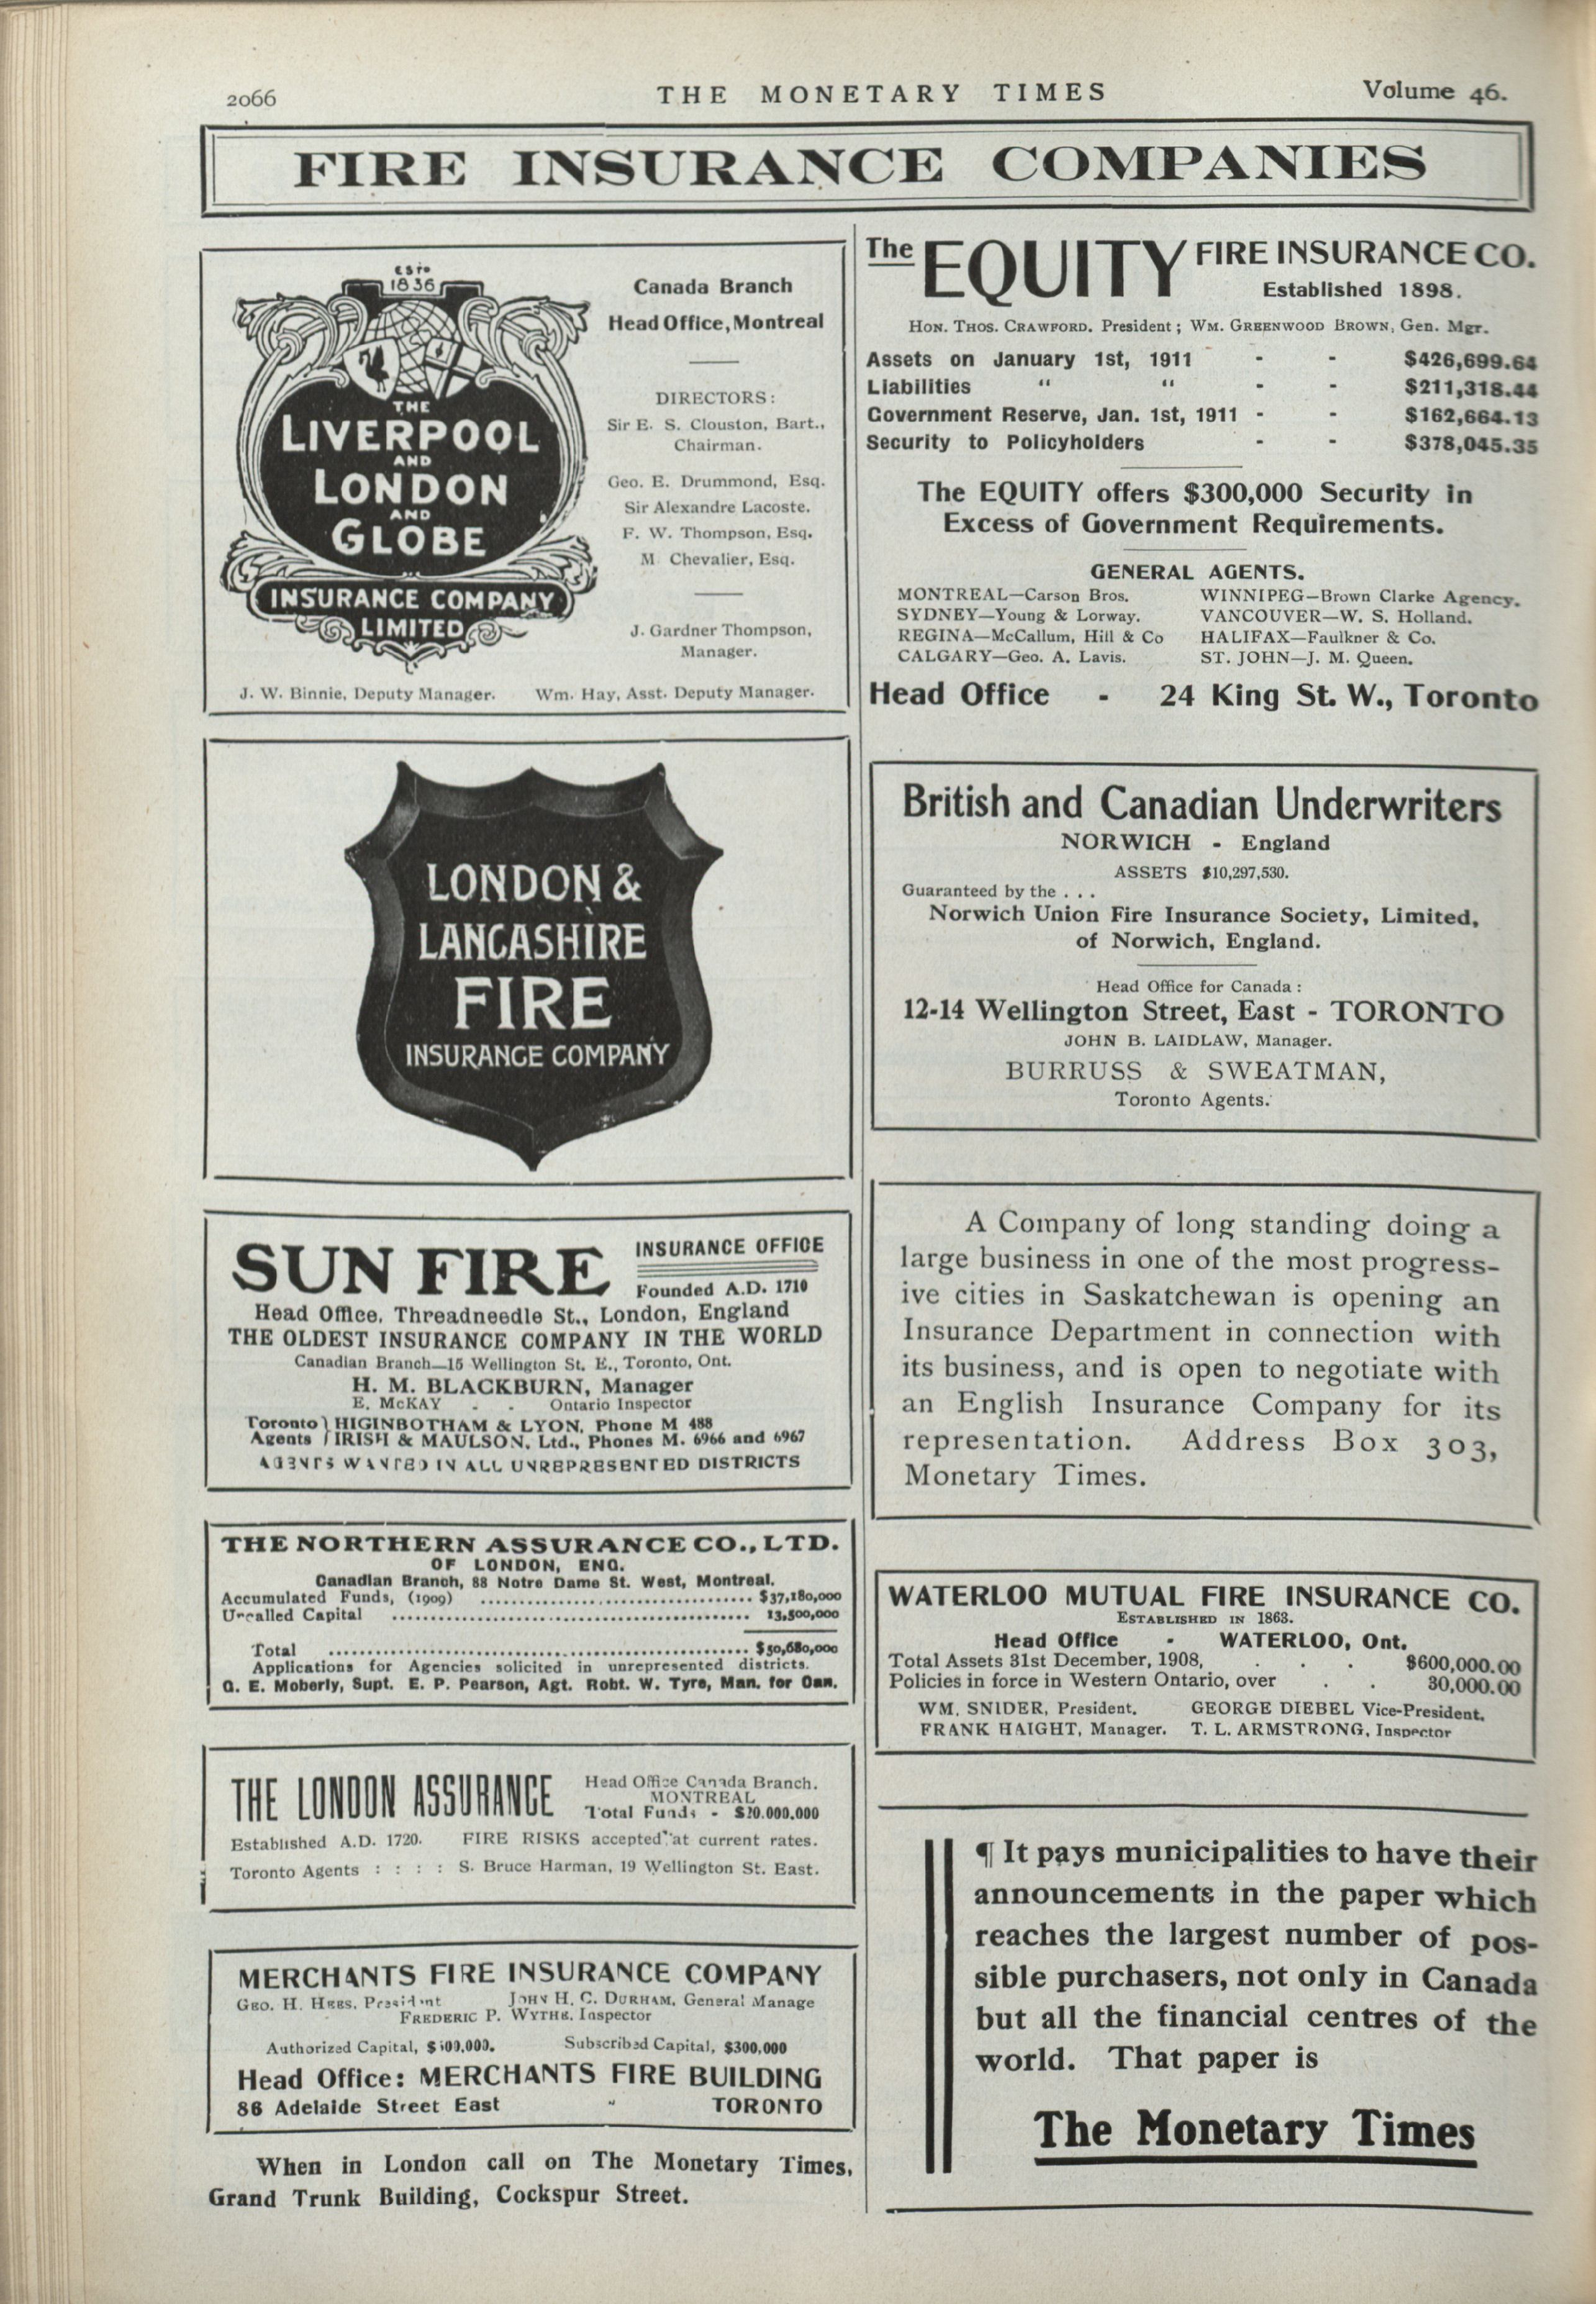 2066
THE MONETARY TIMES
Volume 46.
FIRE INSURANCE COMPANIES
ESTD
1836
THE
LIVERPOOL
AND
LONDON
AND
GLOBE
INSURANCE COMPANY
LIMITED
Canada Branch
Head Office, Montreal
DIRECTORS:
Sir E. S. Clouston, Bart.,
Chairman.
Geo. E. Drummond, Esq.
Sir Alexandre Lacoste.
F. W. Thompson, Esq.
M Chevalier, Esq.
J. Gardner Thompson,
Manager.
J. W. Binnie, Deputy Manager. Wm. Hay, Asst. Deputy Manager.
LONDON &
LANCASHIRE
FIRE
INSURANCE COMPANY
SUN FIRE
INSURANCE OFFICE
Founded A.D. 1710
Head Office, Threadneedle St., London, England
THE OLDEST INSURANCE COMPANY IN THE WORLD
Canadian Branch—15 Wellington St. E., Toronto, Ont.
H. M. BLACKBURN, Manager
E. McKAY . . Ontario Inspector
Toronto } HIGINBOTHAM & LYON, Phone M 488
Agents } IRISH & MAULSON, Ltd., Phones M. 6966 and 6967
AGENTS WANTED IN ALL UNREPRESENTED DISTRICTS
THE NORTHERN ASSURANCE CO., LTD.
OF LONDON, ENG.
Canadian Branch, 88 Notre Dame St. West, Montreal.
Accumulated Funds, (1909) .................................. $37,180,000
Uncalled Capital ............................................. 13,500,000
Total .................................................... $50,680,000
Applications for Agencies solicited in unrepresented districts.
G. E. Moberly, Supt. E. P. Pearson, Agt. Robt. W. Tyre, Man. for Can.
THE LONDON ASSURANCE
Head Office Canada Branch.
MONTREAL
Total Funds - $20.000.000
Established A.D. 1720. FIRE RISKS accepted at current rates.
Toronto Agents : : : : S. Bruce Harman, 19 Wellington St. East.
MERCHANTS FIRE INSURANCE COMPANY
GEO. H. HEES, President JOHN H. C. DURHAM, General Manage
FREDERIC P. WYTHE, Inspector
Authorized Capital, $500,000. Subscribed Capital, $300,000
Head Office: MERCHANTS FIRE BUILDING
86 Adelaide Street East " TORONTO
When in London call on The Monetary Times,
Grand Trunk Building, Cockspur Street.
The EQUITY FIRE INSURANCE CO.
Established 1898.
HON. THOS. CRAWFORD, President; WM. GREENWOOD BROWN, Gen. Mgr.
Assets on January 1st, 1911 - - $426,699.64
Liabilities " " - - $211,318.44
Government Reserve, Jan. 1st, 1911 - - $162,664.13
Security to Policyholders - - $378,045.35
The EQUITY offers $300,000 Security in
Excess of Government Requirements.
GENERAL AGENTS.
MONTREAL—Carson Bros. WINNIPEG—Brown Clarke Agency.
SYDNEY—Young & Lorway. VANCOUVER—W. S. Holland.
REGINA—McCallum, Hill & Co HALIFAX—Faulkner & Co.
CALGARY—Geo. A. Lavis. ST. JOHN—J. M. Queen.
Head Office - 24 King St. W., Toronto
British and Canadian Underwriters
NORWICH - England
ASSETS $10,297,530.
Guaranteed by the . . .
Norwich Union Fire Insurance Society, Limited,
of Norwich, England.
Head Office for Canada:
12-14 Wellington Street, East - TORONTO
JOHN B. LAIDLAW, Manager.
BURRUSS & SWEATMAN,
Toronto Agents.
A Company of long standing doing a
large business in one of the most progress-
ive cities in Saskatchewan is opening an
Insurance Department in connection with
its business, and is open to negotiate with
an English Insurance Company for its
representation. Address Box 303,
Monetary Times.
WATERLOO MUTUAL FIRE INSURANCE CO.
ESTABLISHED IN 1863.
Head Office - WATERLOO, Ont.
Total Assets 31st December, 1908, . . . $600,000.00
Policies in force in Western Ontario, over . . 30,000.00
WM. SNIDER, President. GEORGE DIEBEL Vice-President.
FRANK HAIGHT, Manager. T. L. ARMSTRONG, Inspector
¶ It pays municipalities to have their
announcements in the paper which
reaches the largest number of pos-
sible purchasers, not only in Canada
but all the financial centres of the
world. That paper is
The Monetary Times